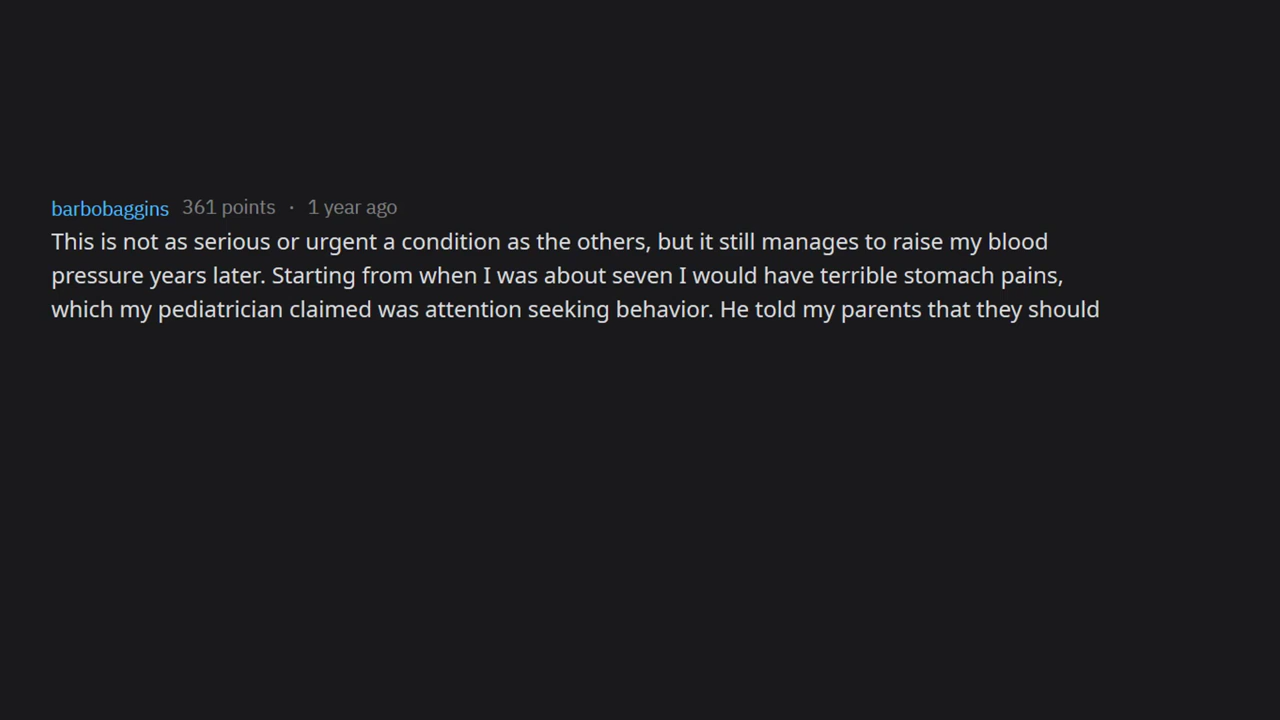 barbobaggins 361 points · 1 year ago
This is not as serious or urgent a condition as the others, but it still manages to raise my blood
pressure years later. Starting from when I was about seven I would have terrible stomach pains,
which my pediatrician claimed was attention seeking behavior. He told my parents that they should